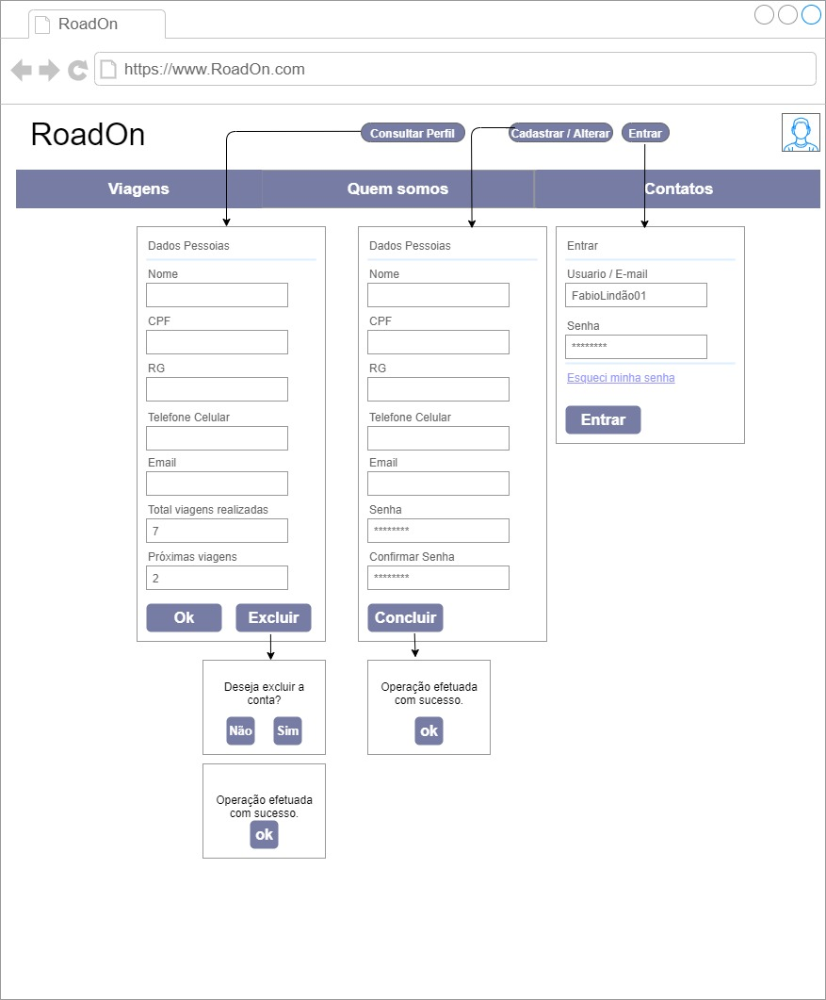 RoadOn
https://www.RoadOn.com
RoadOn
Consultar Perfil
Cadastrar / Alterar
Entrar
Viagens
Quem somos
Contatos
Dados Pessoias
Nome
CPF
RG
Telefone Celular
Email
Total viagens realizadas
7
Próximas viagens
2
Ok
Excluir
Deseja excluir a
conta?
Não
Sim
Operação efetuada
com sucesso.
ok
Dados Pessoias
Nome
CPF
RG
Telefone Celular
Email
Senha
********
Confirmar Senha
********
Concluir
Operação efetuada
com sucesso.
ok
Entrar
Usuario / E-mail
FabioLindão01
Senha
********
Esqueci minha senha
Entrar